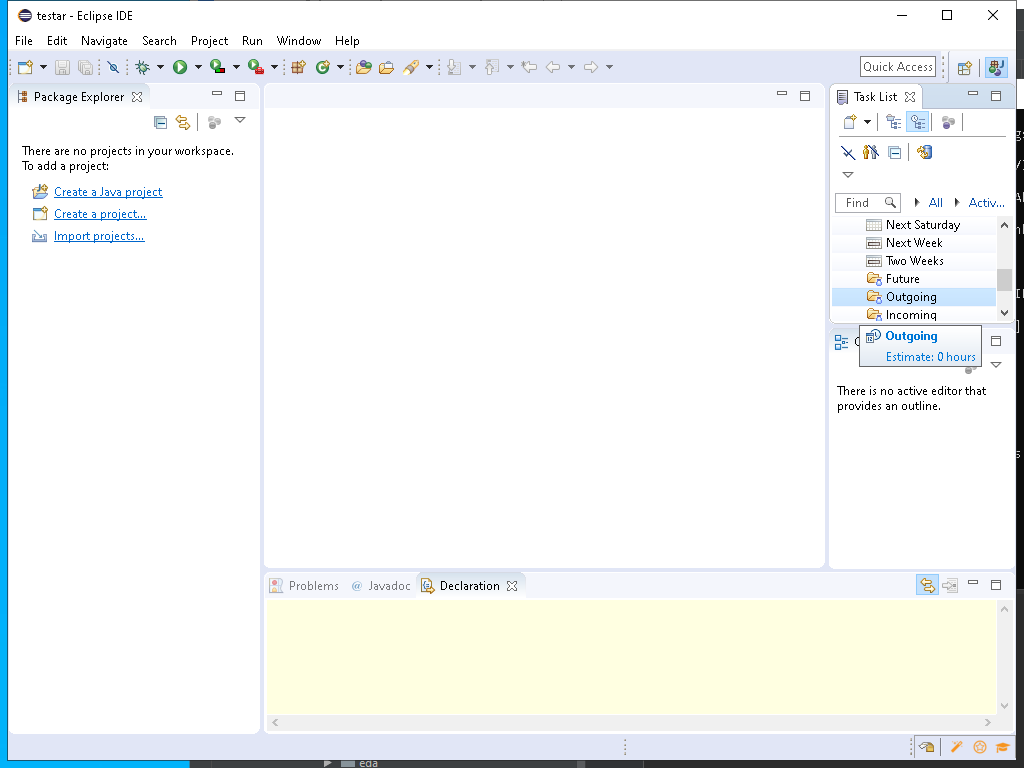 testar - Eclipse IDE
File Edit Navigate Search Project Run Window Help
Quick Access
Package Explorer
There are no projects in your workspace.
To add a project:
Create a Java project
Create a project...
Import projects...
Task List
Find
All
Activ...
Next Saturday
Next Week
Two Weeks
Future
Outgoing
Incoming
Outgoing
Estimate: 0 hours
There is no active editor that
provides an outline.
Problems
@ Javadoc
Declaration
eda